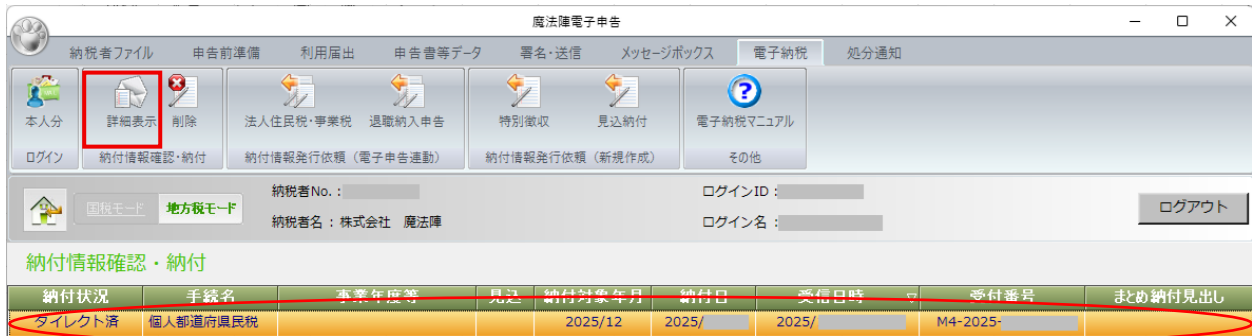 魔法陣電子申告
納税者ファイル 申告前準備 利用届出 申告書等データ 署名・送信 メッセージボックス 電子納税 処分通知
本人分 詳細表示 削除 法人住民税・事業税 退職納入申告 特別徴収 見込納付 電子納税マニュアル
ログイン 納付情報確認・納付 納付情報発行依頼（電子申告連動） 納付情報発行依頼（新規作成） その他
納税者No. : ログインID :
国税モード 地方税モード ログアウト
納税者名 : 株式会社 魔法陣 ログイン名 :
納付情報確認・納付
納付状況 手続名 事業年度等 見込 納付対象年月 納付日 受信日時 ▽ 受付番号 まとめ納付見出し
ダイレクト済 個人都道府県民税 2025/12 2025/ 2025/ M4-2025-